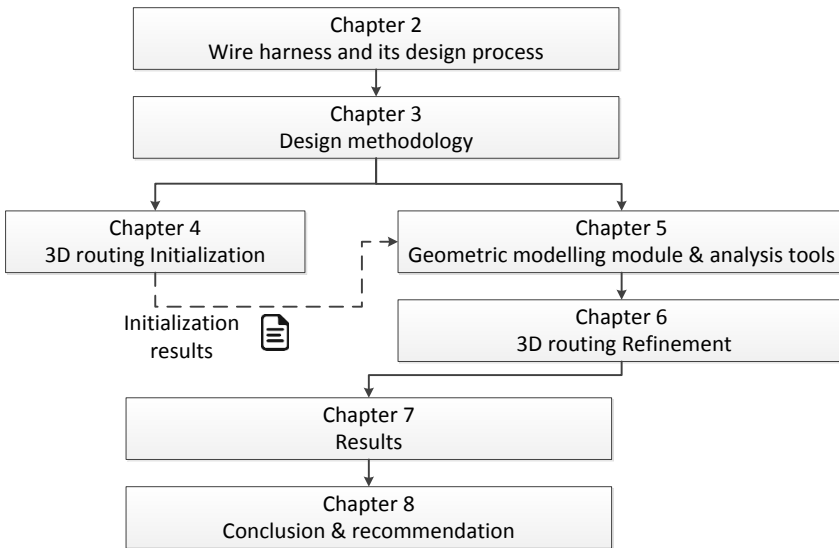 Chapter 2
Wire harness and its design process
Chapter 3
Design methodology
Chapter 4
3D routing Initialization
Chapter 5
Geometric modelling module & analysis tools
Initialization
results
Chapter 6
3D routing Refinement
Chapter 7
Results
Chapter 8
Conclusion & recommendation